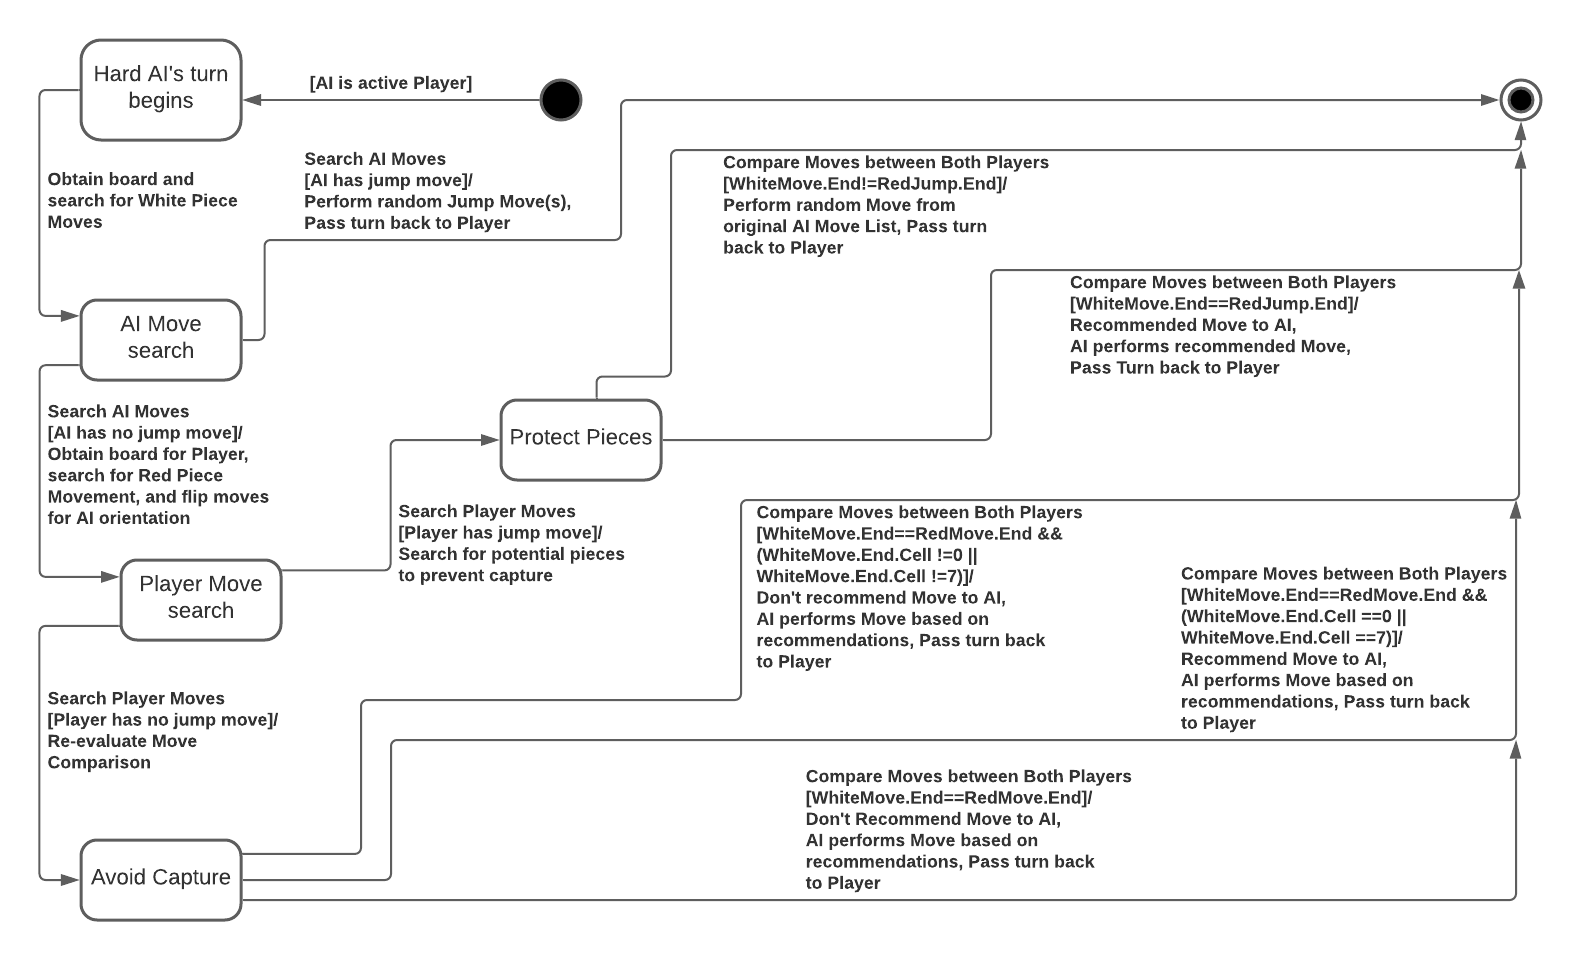 Hard AI's turn
begins
[AI is active Player]
Obtain board and
search for White Piece
Moves
Search AI Moves
[AI has jump move]/
Perform random Jump Move(s),
Pass turn back to Player
Compare Moves between Both Players
[WhiteMove.End!=RedJump.End]/
Perform random Move from
original AI Move List, Pass turn
back to Player
Compare Moves between Both Players
[WhiteMove.End==RedJump.End]/
Recommended Move to AI,
AI performs recommended Move,
Pass Turn back to Player
AI Move
search
Search AI Moves
[AI has no jump move]/
Obtain board for Player,
search for Red Piece
Movement, and flip moves
for AI orientation
Protect Pieces
Search Player Moves
[Player has jump move]/
Search for potential pieces
to prevent capture
Player Move
search
Compare Moves between Both Players
[WhiteMove.End==RedMove.End &&
(WhiteMove.End.Cell !=0 ||
WhiteMove.End.Cell !=7)]/
Don't recommend Move to AI,
AI performs Move based on
recommendations, Pass turn back
to Player
Compare Moves between Both Players
[WhiteMove.End==RedMove.End &&
(WhiteMove.End.Cell ==0 ||
WhiteMove.End.Cell ==7)]/
Recommend Move to AI,
AI performs Move based on
recommendations, Pass turn back
to Player
Search Player Moves
[Player has no jump move]/
Re-evaluate Move
Comparison
Compare Moves between Both Players
[WhiteMove.End==RedMove.End]/
Don't Recommend Move to AI,
AI performs Move based on
recommendations, Pass turn back
to Player
Avoid Capture